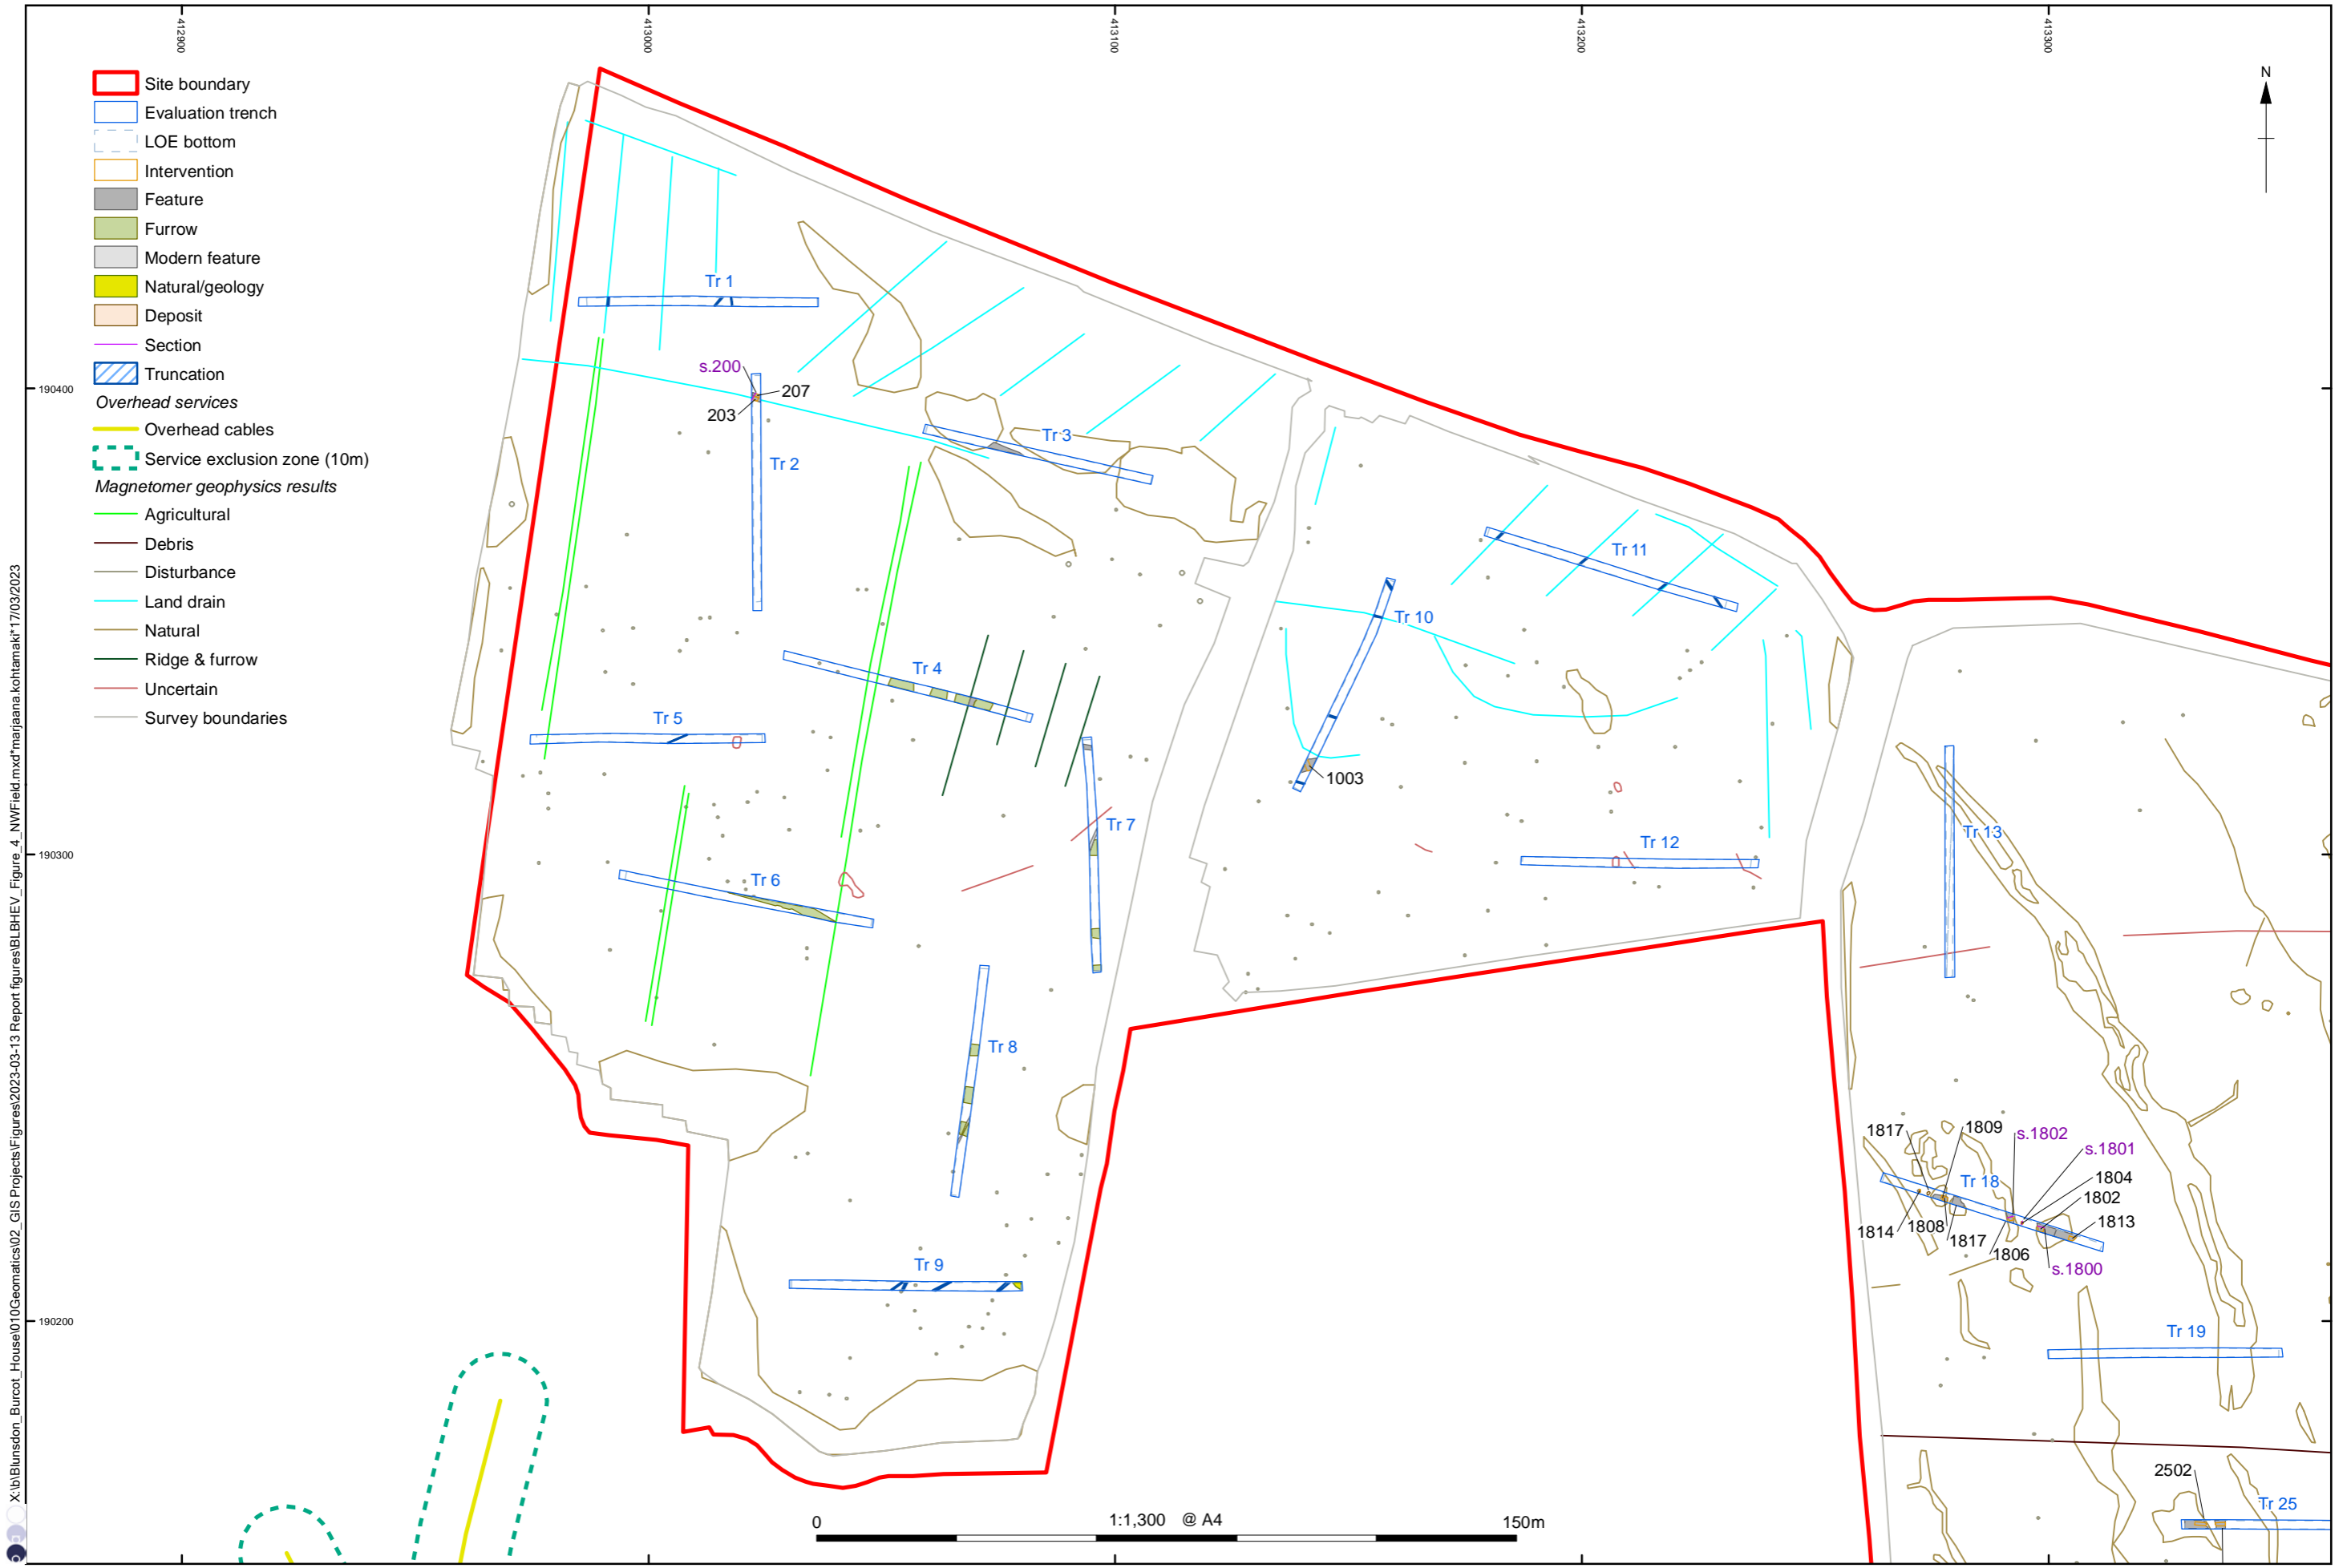 412900
413000
413100
413200
413300
N
Site boundary
Evaluation trench
LOE bottom
Intervention
Feature
Furrow
Modern feature
Natural/geology
Deposit
Section
Truncation
Overhead services
Overhead cables
Service exclusion zone (10m)
Magnetomer geophysics results
Agricultural
Debris
Disturbance
Land drain
Natural
Ridge & furrow
Uncertain
Survey boundaries
190400
190300
190200
Tr 1
s.200
207
203
Tr 2
Tr 3
Tr 4
Tr 5
Tr 6
Tr 7
Tr 8
Tr 9
Tr 10
1003
Tr 11
Tr 12
Tr 13
1817
1809
s.1802
s.1801
Tr 18
1804
1802
1813
1814
1808
1817
1806
s.1800
Tr 19
2502
Tr 25
0
1:1,300 @ A4
150m
X:\b\Blunsdon_Burcot_House\010Geomatics\02_GIS Projects\Figures\2023-03-13 Report figures\BLBHEV_Figure_4_NWField.mxd*marjaana.kohtamaki*17/03/2023